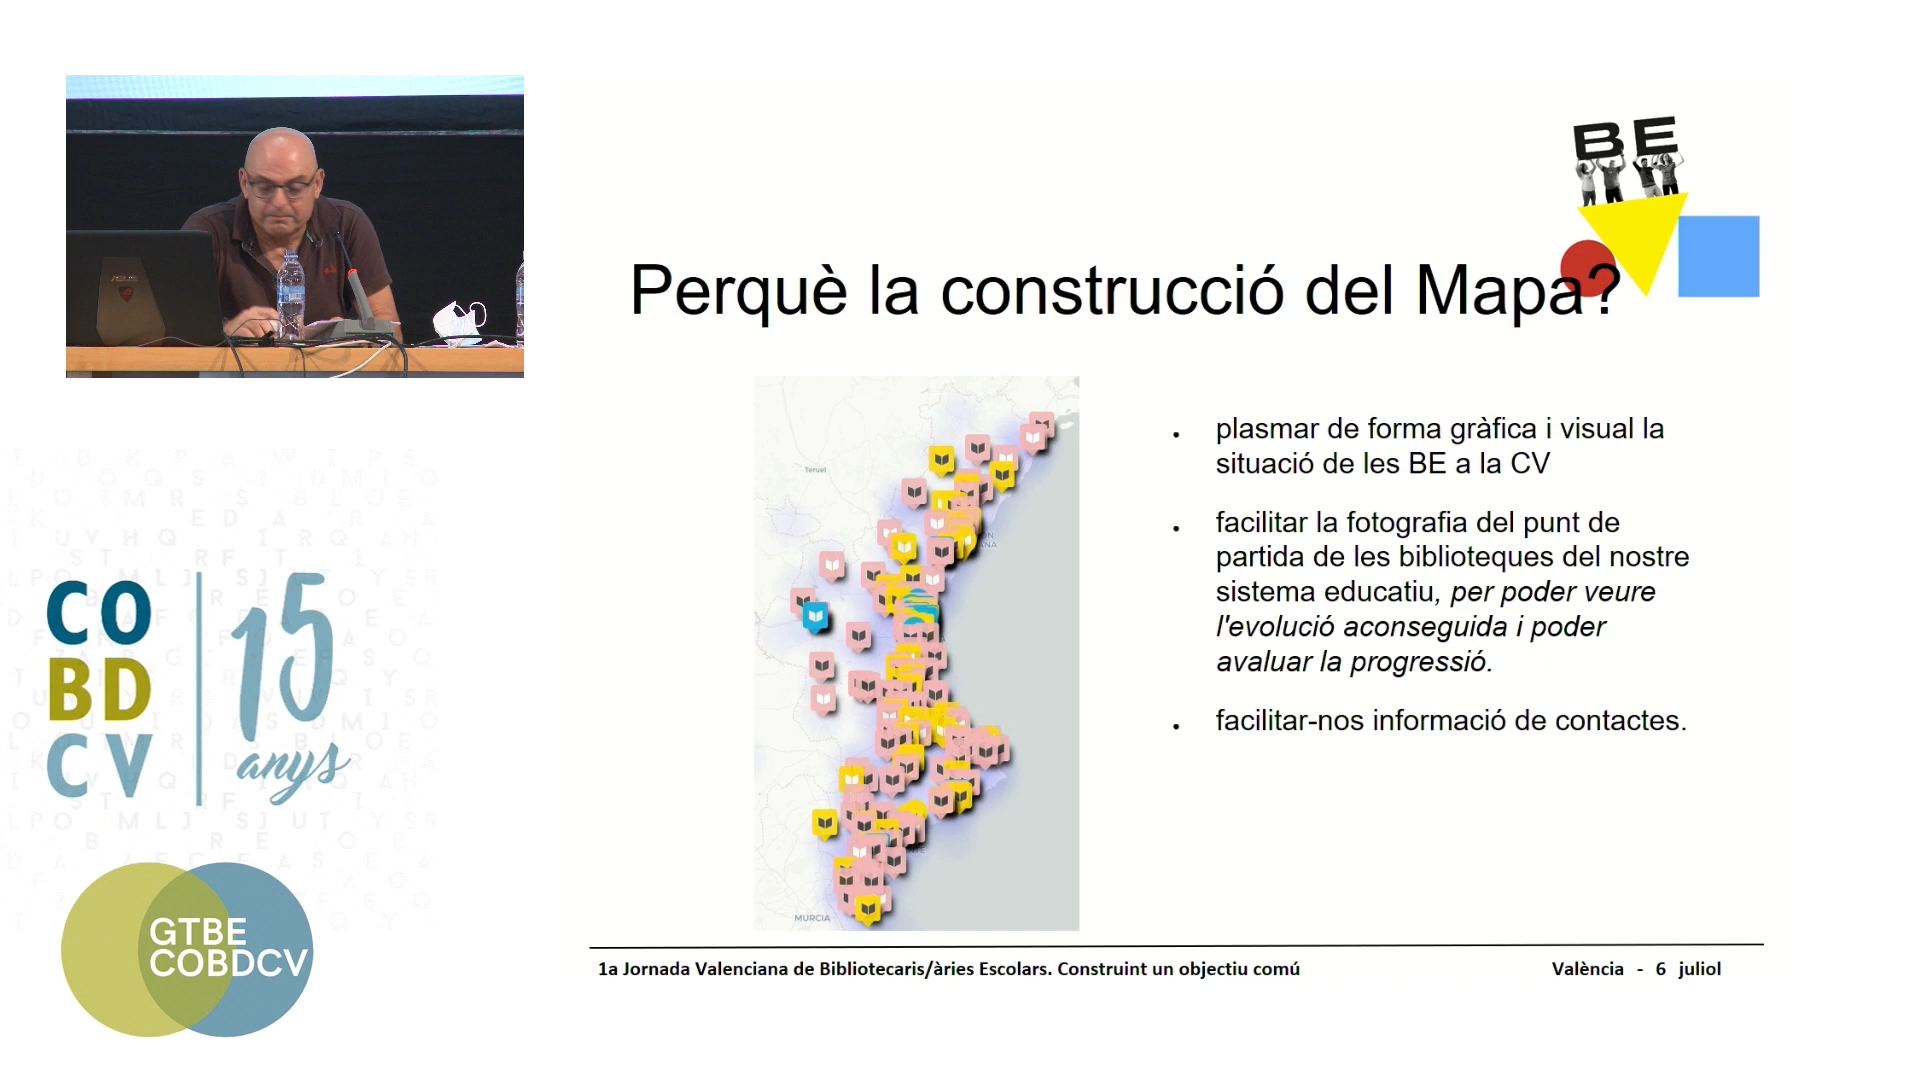 BE
Perquè la construcció del Mapa?
plasmar de forma gràfica i visual la
situació de les BE a la CV
facilitar la fotografia del punt de
partida de les biblioteques del nostre
sistema educatiu, per poder veure
l'evolució aconseguida i poder
avaluar la progressió.
facilitar-nos informació de contactes.
Teruel
MURCIA
CO
BD
CV
15
anys
GTBE
COBDCV
1a Jornada Valenciana de Bibliotecaris/àries Escolars. Construint un objectiu comú
València - 6 juliol
ASUS